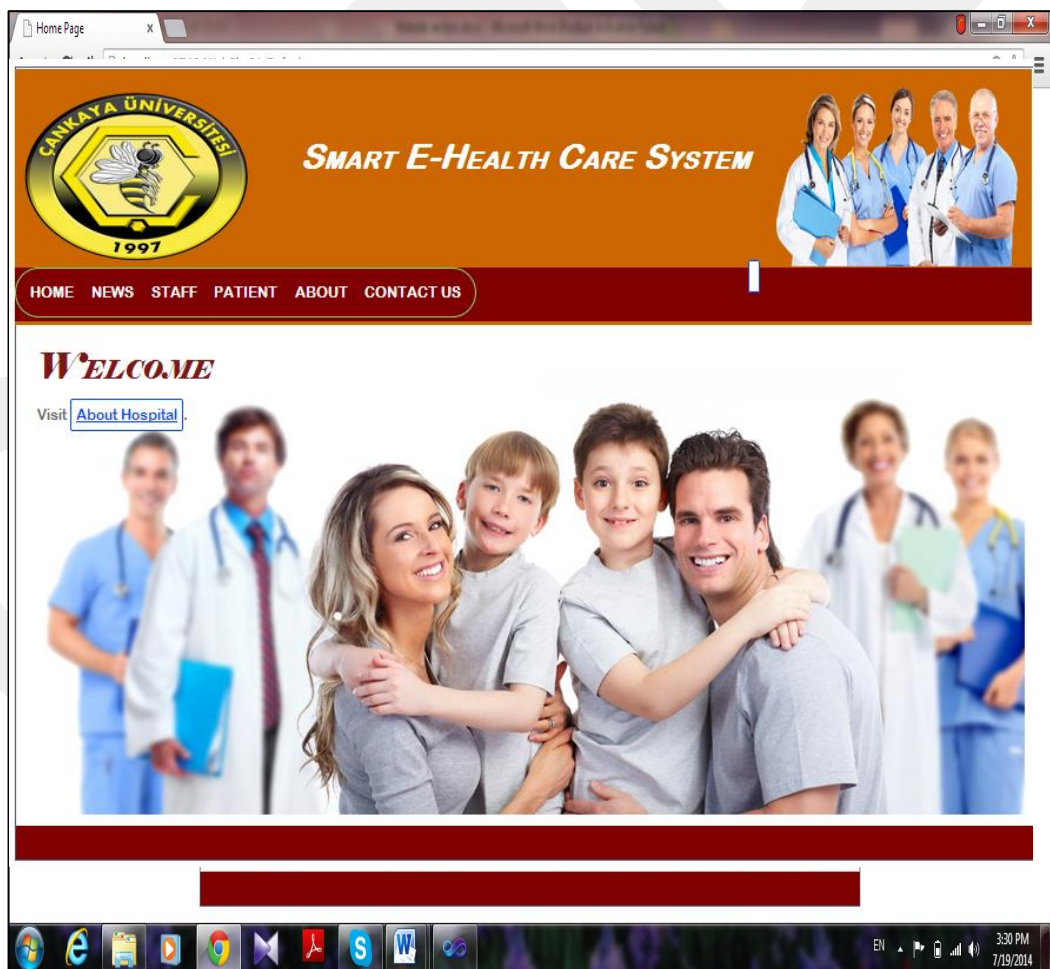 Home Page
ÇANKAYA ÜNİVERSİTESİ
1997
SMART E-HEALTH CARE SYSTEM
HOME NEWS STAFF PATIENT ABOUT CONTACT US
WELCOME
Visit About Hospital.
EN
3:30 PM
7/19/2014